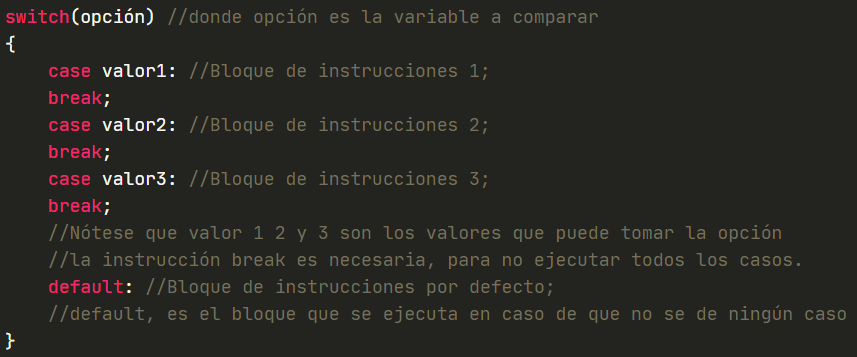 switch(opción) //donde opción es la variable a comparar
{
    case valor1: //Bloque de instrucciones 1;
    break;
    case valor2: //Bloque de instrucciones 2;
    break;
    case valor3: //Bloque de instrucciones 3;
    break;
    //Nótese que valor 1 2 y 3 son los valores que puede tomar la opción
    //la instrucción break es necesaria, para no ejecutar todos los casos.
    default: //Bloque de instrucciones por defecto;
    //default, es el bloque que se ejecuta en caso de que no se de ningún caso
}